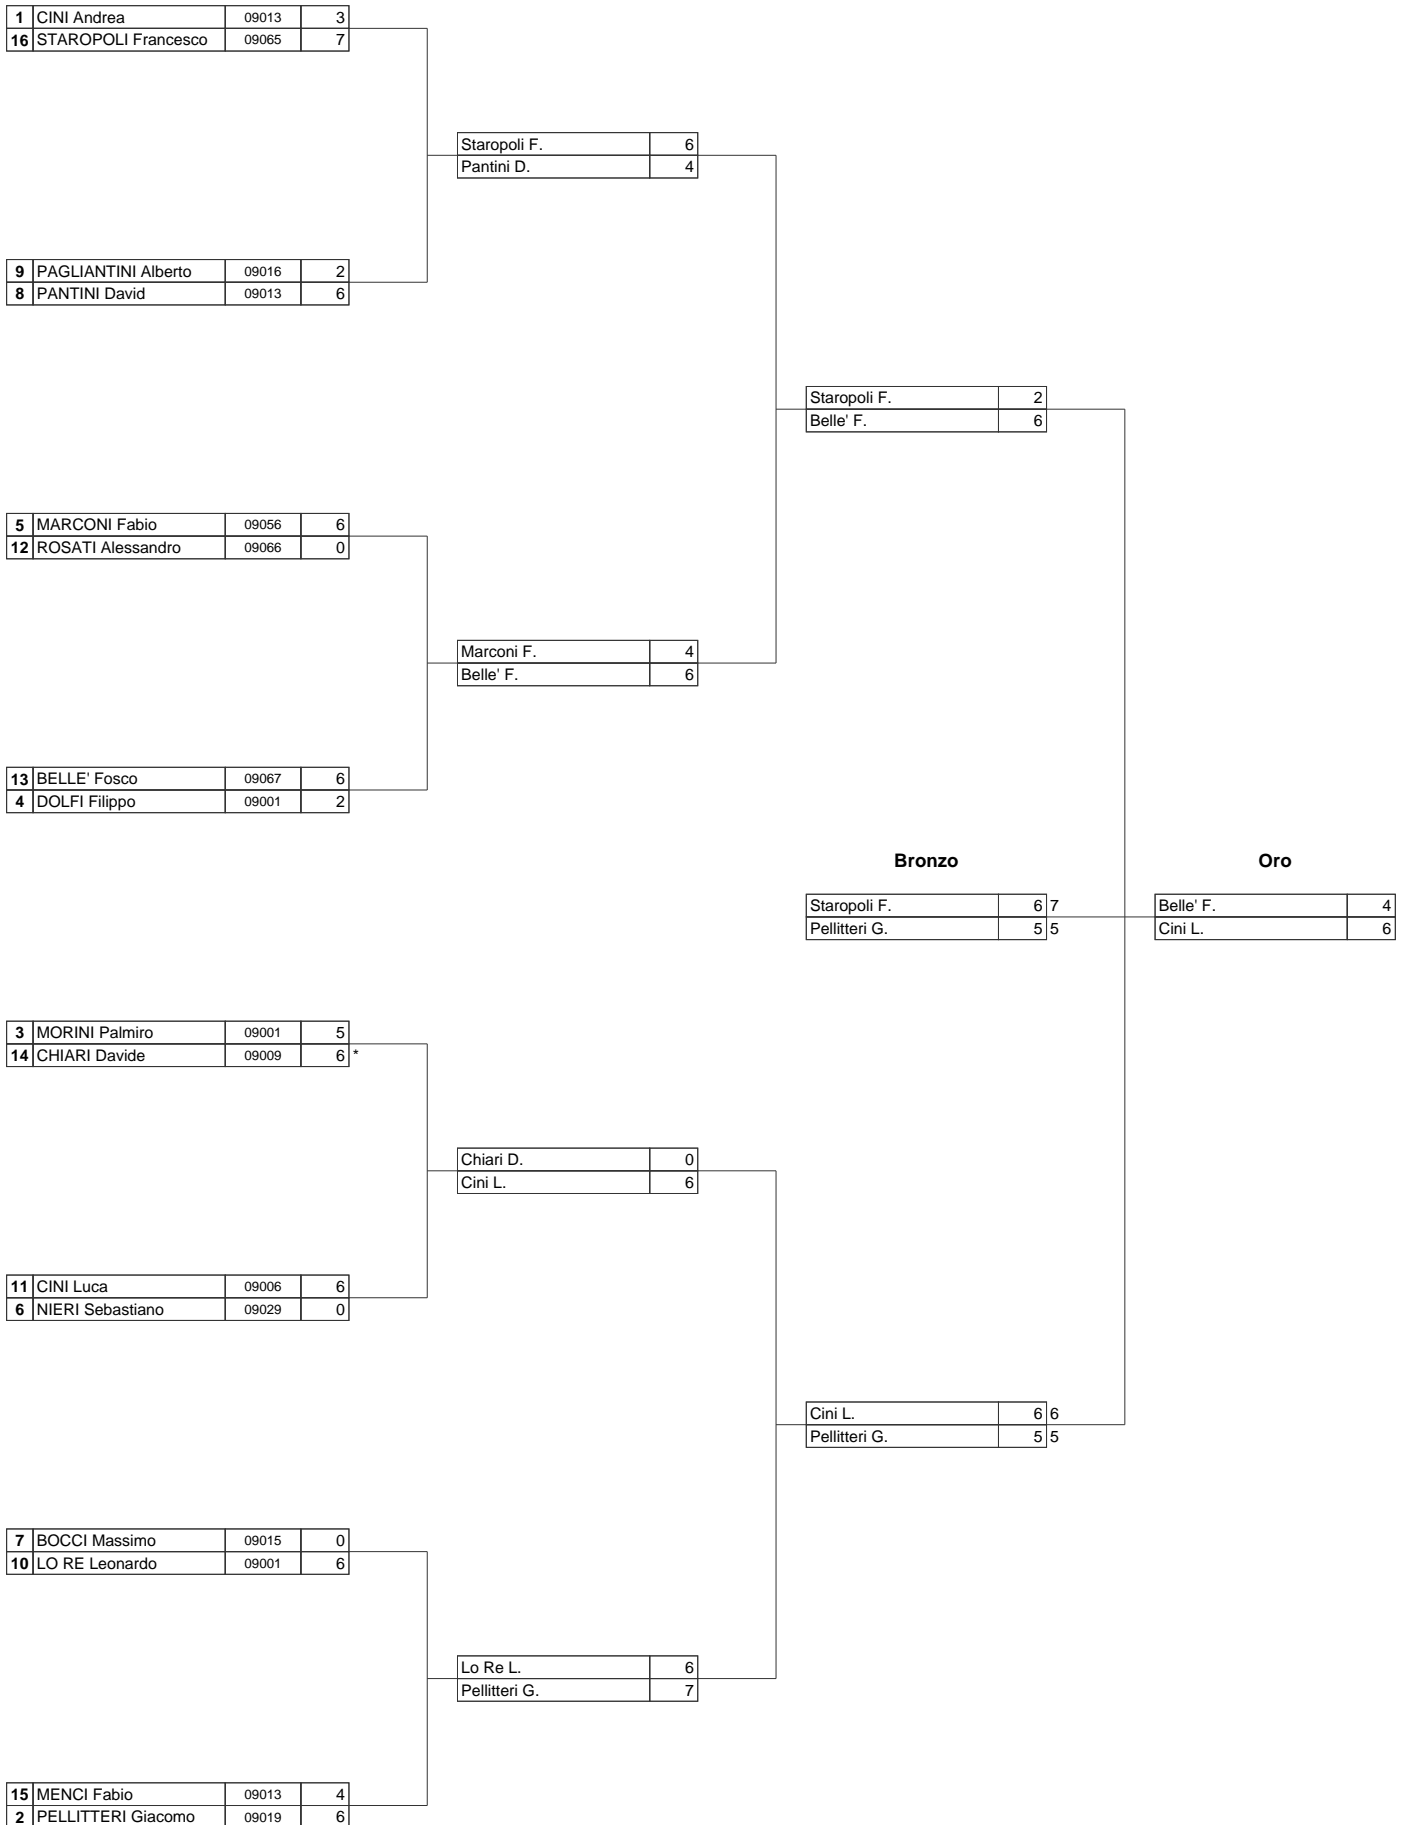 1 CINI Andrea 09013 3
16 STAROPOLI Francesco 09065 7
Staropoli F. 6
Pantini D. 4
9 PAGLIANTINI Alberto 09016 2
8 PANTINI David 09013 6
Staropoli F. 2
Belle' F. 6
5 MARCONI Fabio 09056 6
12 ROSATI Alessandro 09066 0
Marconi F. 4
Belle' F. 6
13 BELLE' Fosco 09067 6
4 DOLFI Filippo 09001 2
Bronzo Oro
Staropoli F. 6 7 Belle' F. 4
Pellitteri G. 5 5 Cini L. 6
3 MORINI Palmiro 09001 5
14 CHIARI Davide 09009 6 *
Chiari D. 0
Cini L. 6
11 CINI Luca 09006 6
6 NIERI Sebastiano 09029 0
Cini L. 6 6
Pellitteri G. 5 5
7 BOCCI Massimo 09015 0
10 LO RE Leonardo 09001 6
Lo Re L. 6
Pellitteri G. 7
15 MENCI Fabio 09013 4
2 PELLITTERI Giacomo 09019 6